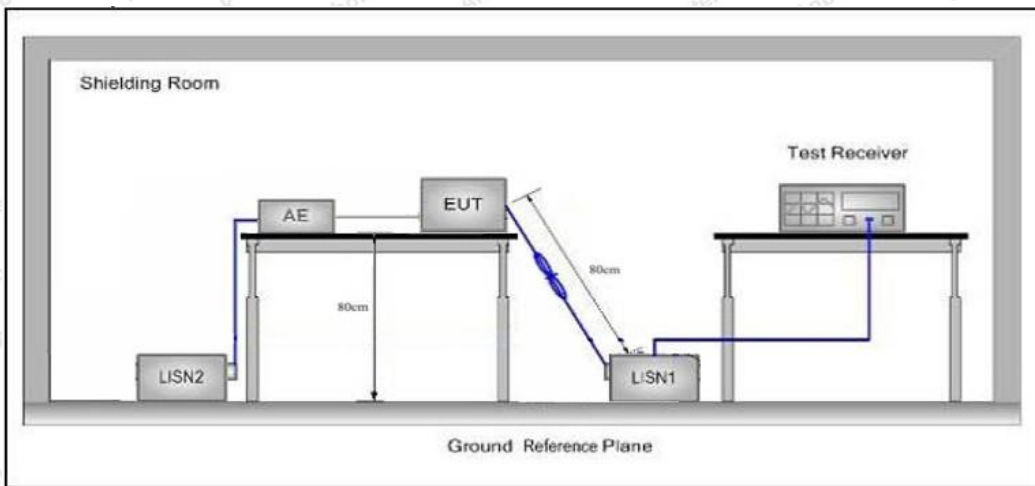 Shielding Room
Test Receiver
AE
EUT
80cm
80cm
LISN2
LISN1
Ground Reference Plane